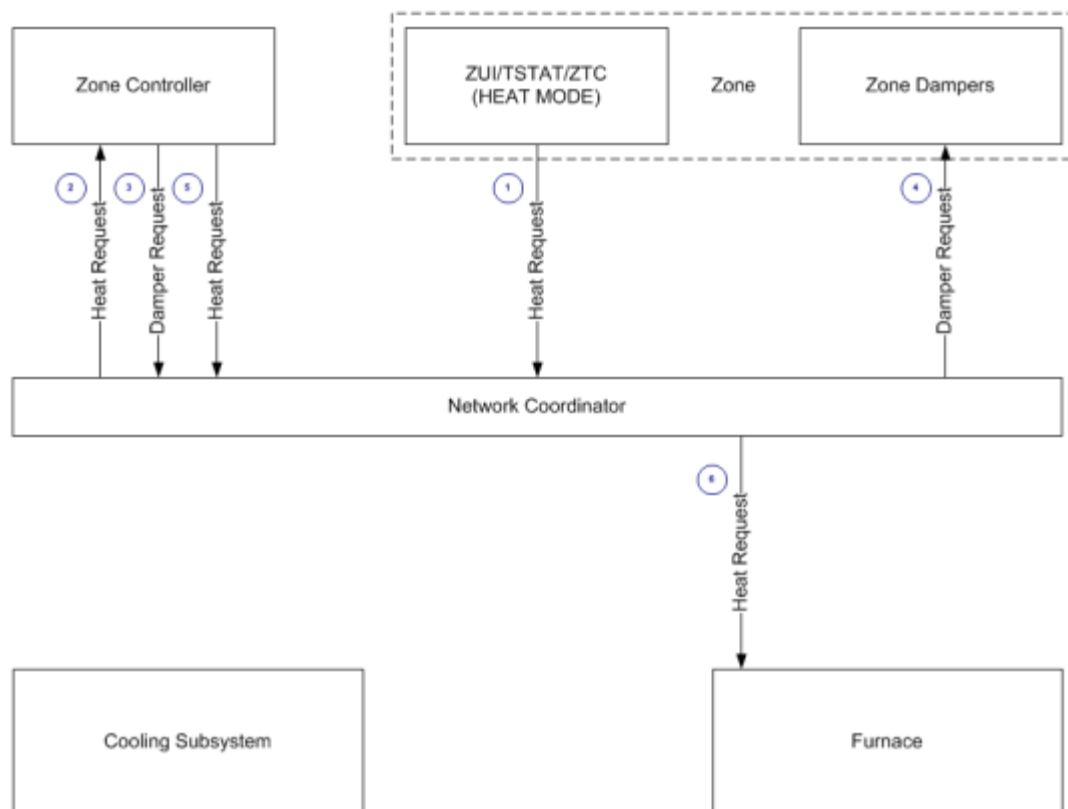 Zone Controller
ZUI/TSTAT/ZTC
(HEAT MODE)
Zone
Zone Dampers
2
3
5
1
4
Heat Request
Damper Request
Heat Request
Heat Request
Damper Request
Network Coordinator
6
Heat Request
Cooling Subsystem
Furnace